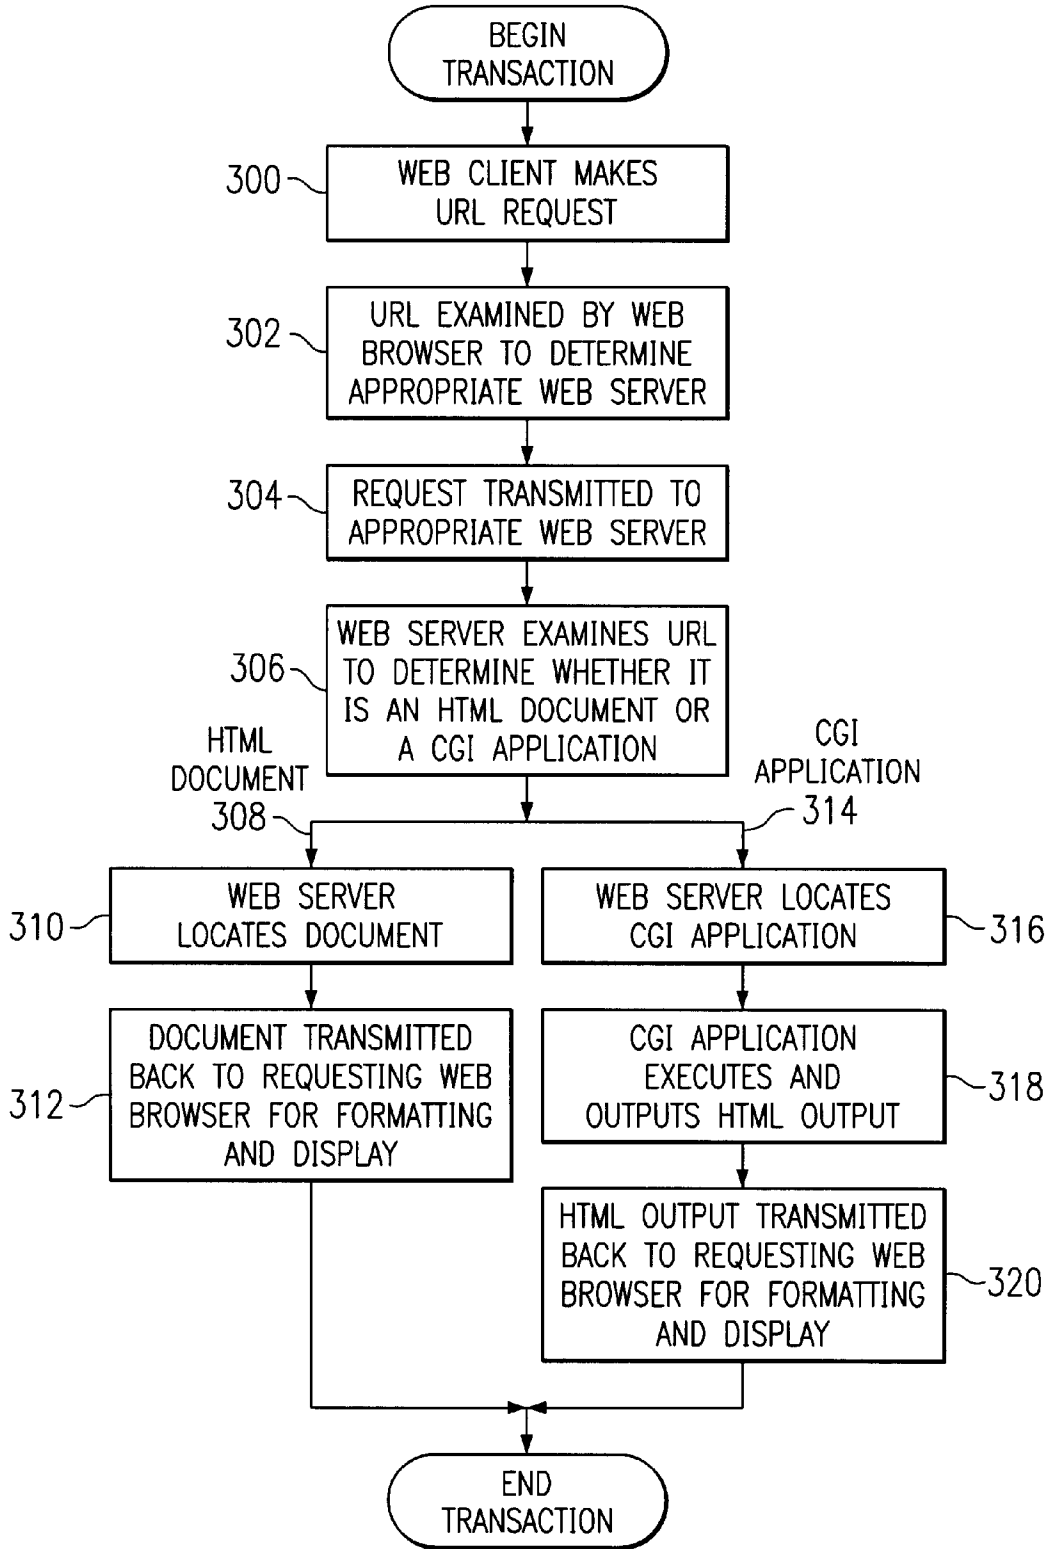 BEGIN
TRANSACTION
300
WEB CLIENT MAKES
URL REQUEST
302
URL EXAMINED BY WEB
BROWSER TO DETERMINE
APPROPRIATE WEB SERVER
304
REQUEST TRANSMITTED TO
APPROPRIATE WEB SERVER
306
WEB SERVER EXAMINES URL
TO DETERMINE WHETHER IT
IS AN HTML DOCUMENT OR
A CGI APPLICATION
HTML
DOCUMENT
308
CGI
APPLICATION
314
310
WEB SERVER
LOCATES DOCUMENT
312
DOCUMENT TRANSMITTED
BACK TO REQUESTING WEB
BROWSER FOR FORMATTING
AND DISPLAY
WEB SERVER LOCATES
CGI APPLICATION
316
CGI APPLICATION
EXECUTES AND
OUTPUTS HTML OUTPUT
318
HTML OUTPUT TRANSMITTED
BACK TO REQUESTING WEB
BROWSER FOR FORMATTING
AND DISPLAY
320
END
TRANSACTION